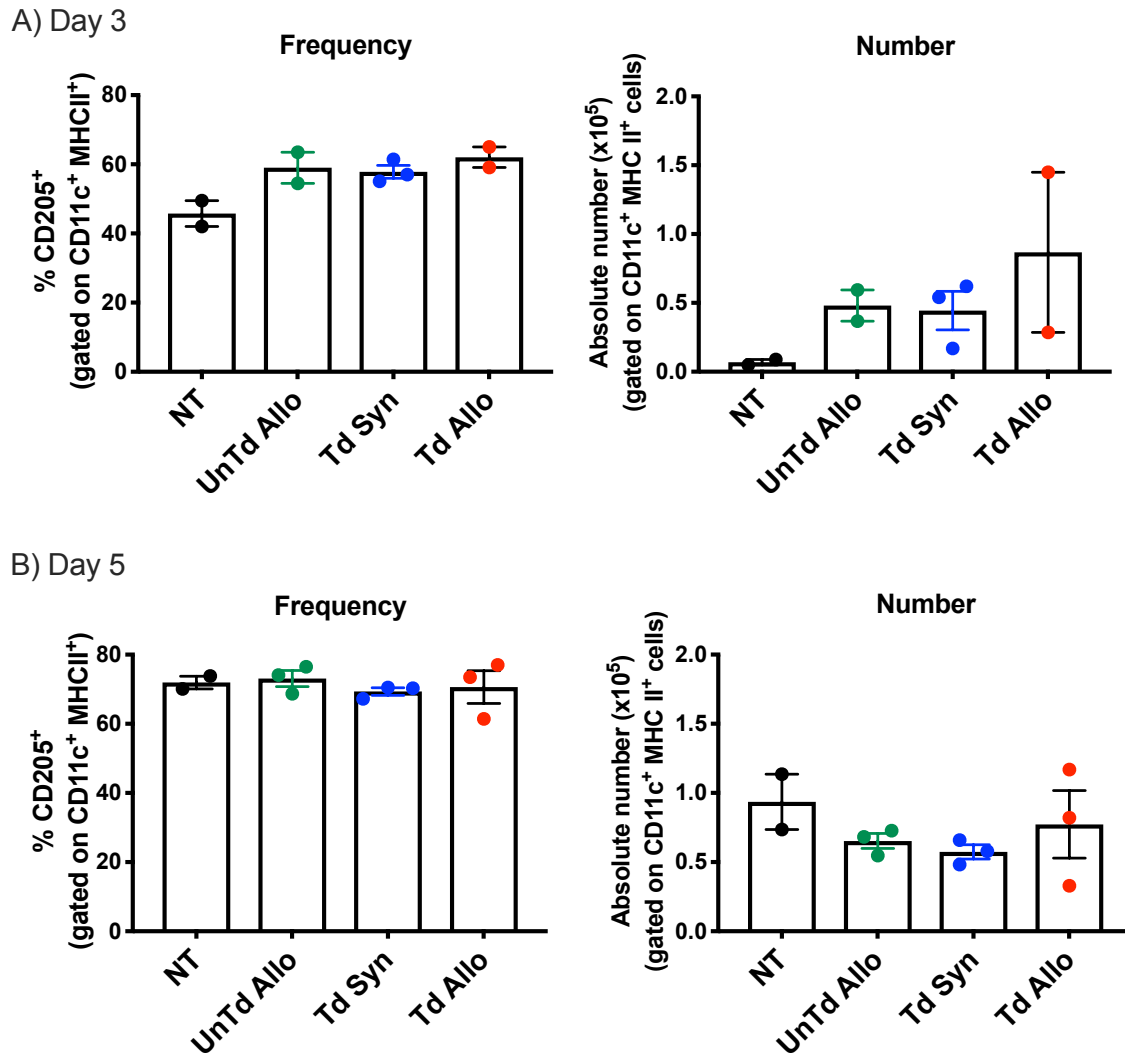 A) Day 3
Frequency
% CD205⁺
(gated on CD11c⁺ MHCII⁺)
80
60
40
20
0
NT
UnTd Allo
Td Syn
Td Allo
Number
Absolute number (x10⁵)
(gated on CD11c⁺ MHC II⁺ cells)
2.0
1.5
1.0
0.5
0.0
NT
UnTd Allo
Td Syn
Td Allo
B) Day 5
Frequency
% CD205⁺
(gated on CD11c⁺ MHCII⁺)
80
60
40
20
0
NT
UnTd Allo
Td Syn
Td Allo
Number
Absolute number (x10⁵)
(gated on CD11c⁺ MHC II⁺ cells)
2.0
1.5
1.0
0.5
0.0
NT
UnTd Allo
Td Syn
Td Allo